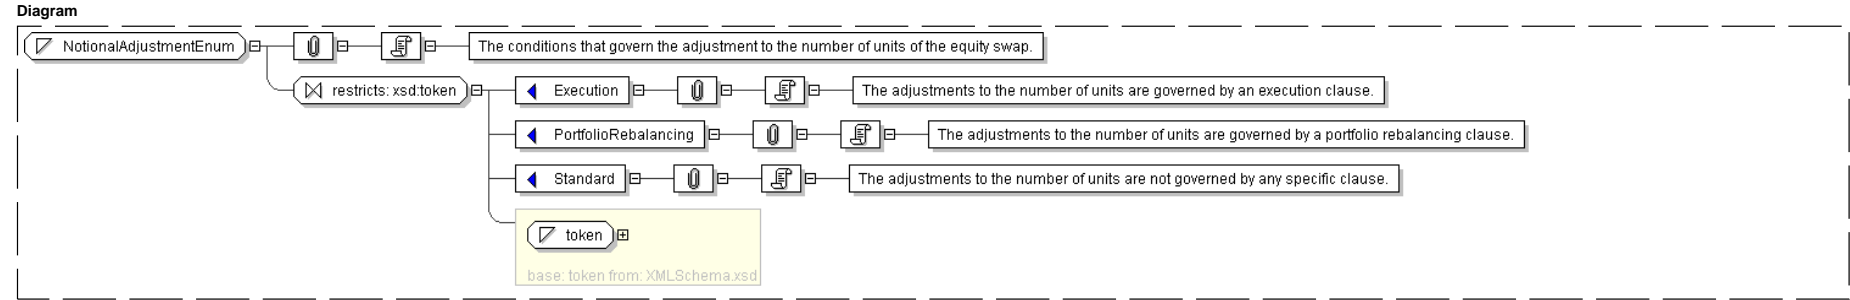 Diagram
NotionalAdjustmentEnum
The conditions that govern the adjustment to the number of units of the equity swap.
restricts: xsd:token
Execution
The adjustments to the number of units are governed by an execution clause.
PortfolioRebalancing
The adjustments to the number of units are governed by a portfolio rebalancing clause.
Standard
The adjustments to the number of units are not governed by any specific clause.
token
base: token from: XMLSchema.xsd